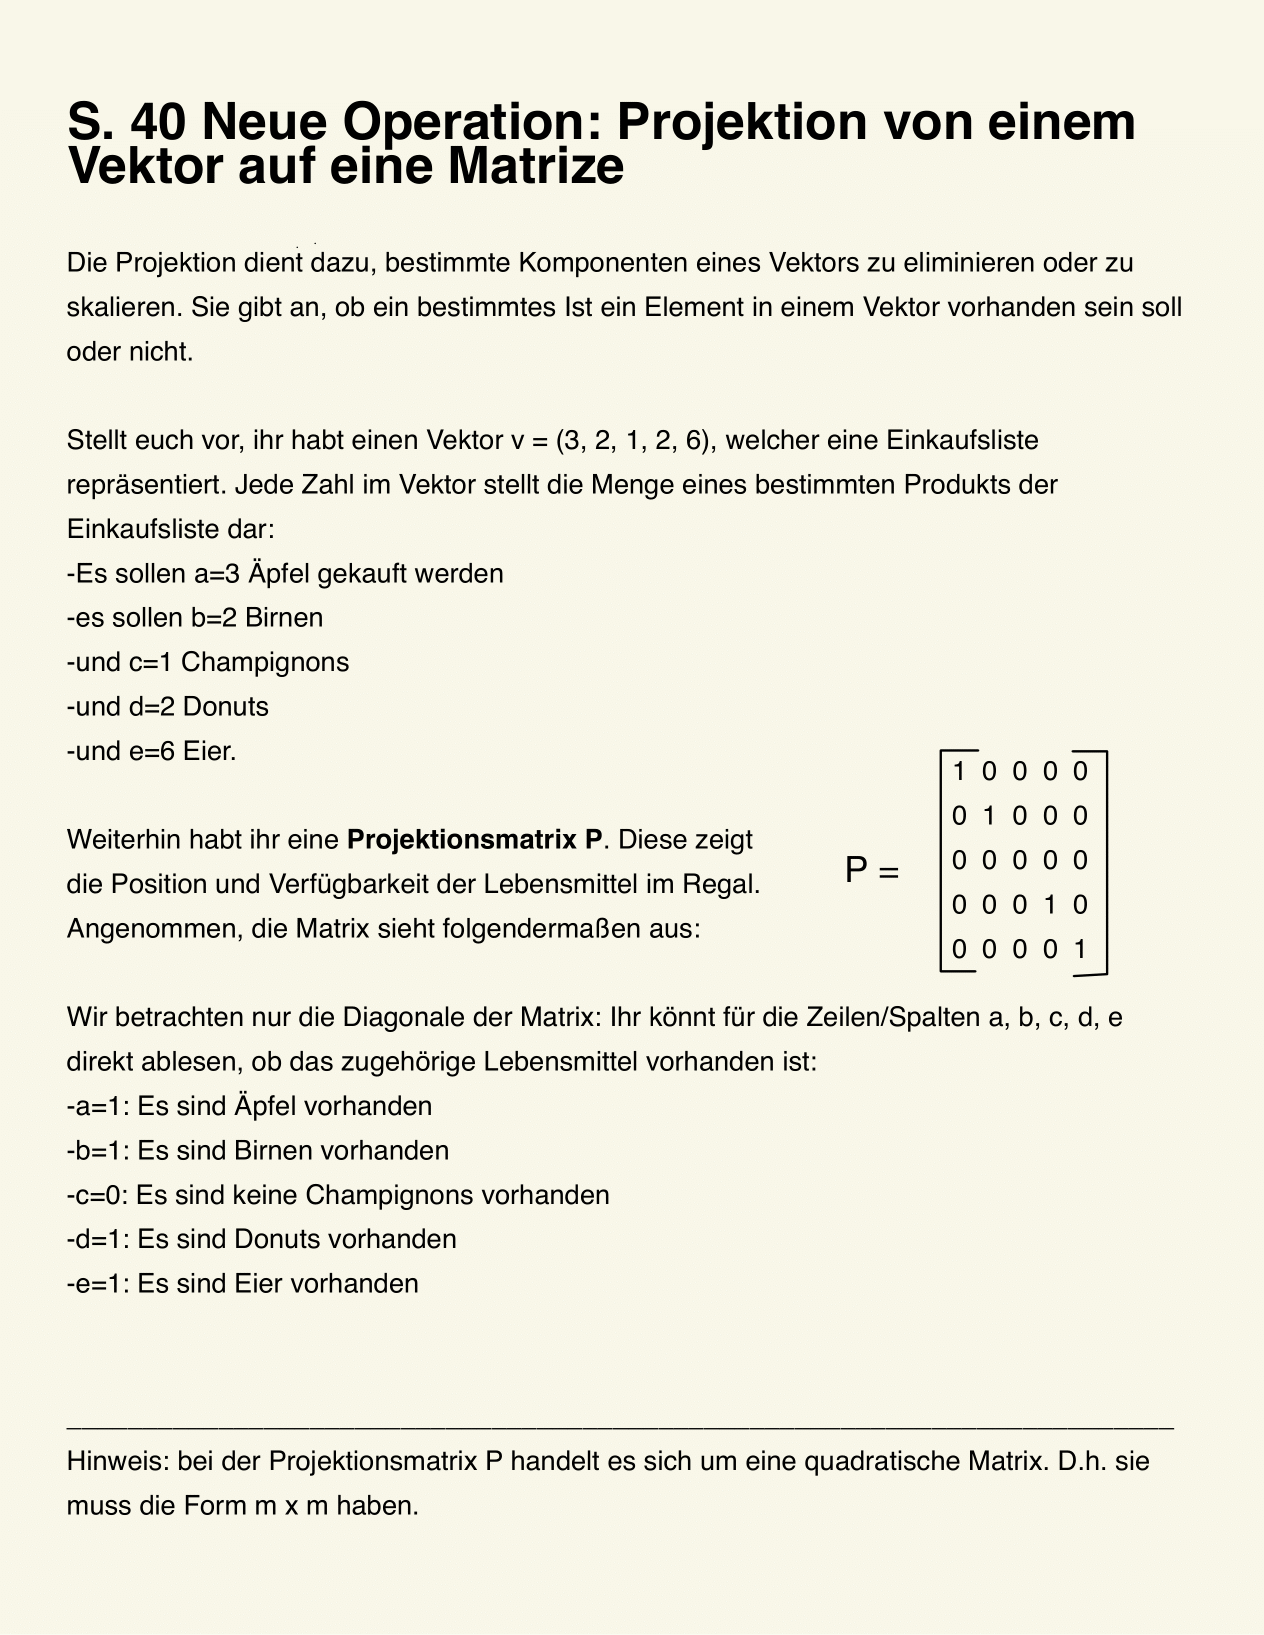 S. 40 Neue Operation: Projektion von einem
Vektor auf eine Matrize
Die Projektion dient dazu, bestimmte Komponenten eines Vektors zu eliminieren oder zu
skalieren. Sie gibt an, ob ein bestimmtes Ist ein Element in einem Vektor vorhanden sein soll
oder nicht.
Stellt euch vor, ihr habt einen Vektor v = (3, 2, 1, 2, 6), welcher eine Einkaufsliste
repräsentiert. Jede Zahl im Vektor stellt die Menge eines bestimmten Produkts der
Einkaufsliste dar:
-Es sollen a=3 Äpfel gekauft werden
-es sollen b=2 Birnen
-und c=1 Champignons
-und d=2 Donuts
-und e=6 Eier.
Weiterhin habt ihr eine Projektionsmatrix P. Diese zeigt
die Position und Verfügbarkeit der Lebensmittel im Regal.
Angenommen, die Matrix sieht folgendermaßen aus:
P =
1 0 0 0 0
0 1 0 0 0
0 0 0 0 0
0 0 0 1 0
0 0 0 0 1
Wir betrachten nur die Diagonale der Matrix: Ihr könnt für die Zeilen/Spalten a, b, c, d, e
direkt ablesen, ob das zugehörige Lebensmittel vorhanden ist:
-a=1: Es sind Äpfel vorhanden
-b=1: Es sind Birnen vorhanden
-c=0: Es sind keine Champignons vorhanden
-d=1: Es sind Donuts vorhanden
-e=1: Es sind Eier vorhanden
Hinweis: bei der Projektionsmatrix P handelt es sich um eine quadratische Matrix. D.h. sie
muss die Form m x m haben.